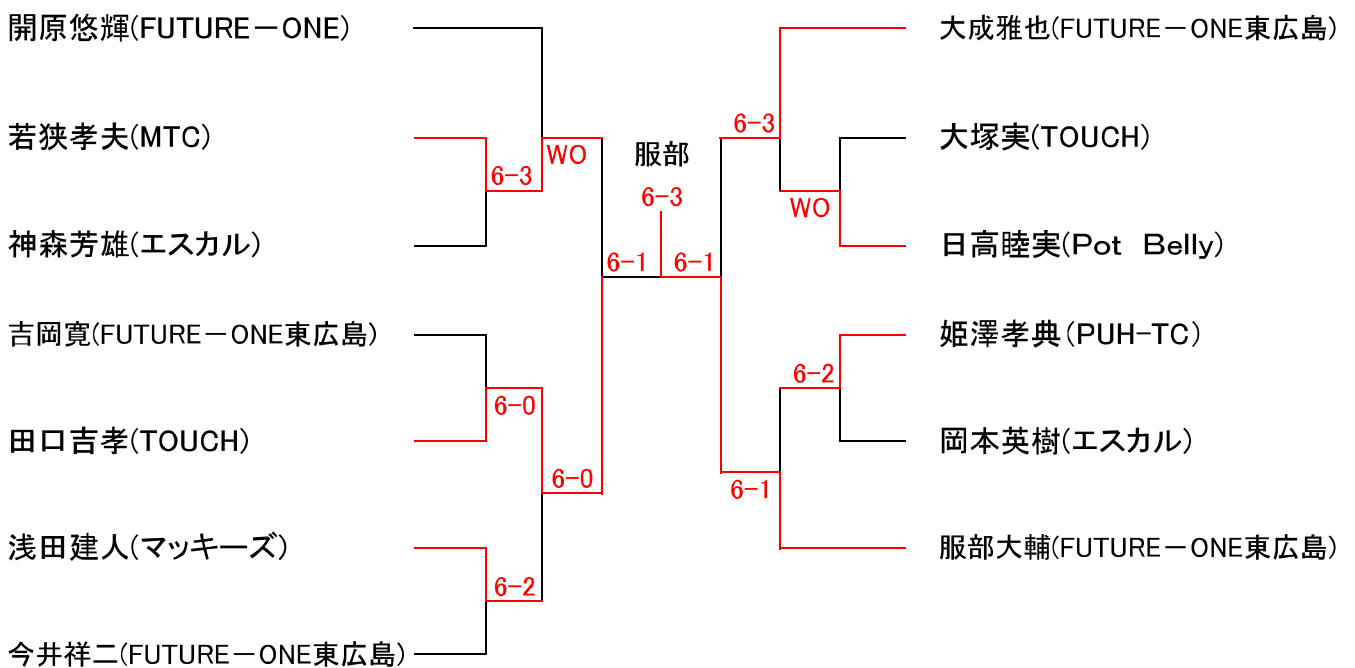 開原悠輝(FUTURE－ONE)
若狭孝夫(MTC)
神森芳雄(エスカル)
吉岡寛(FUTURE－ONE東広島)
田口吉孝(TOUCH)
浅田建人(マッキーズ)
今井祥二(FUTURE－ONE東広島)
6-3
WO
6-0
6-0
6-2
6-1
服部
6-3
6-1
6-3
WO
6-2
6-1
大成雅也(FUTURE－ONE東広島)
大塚実(TOUCH)
日高睦実(Pot Belly)
姫澤孝典(PUH-TC)
岡本英樹(エスカル)
服部大輔(FUTURE－ONE東広島)